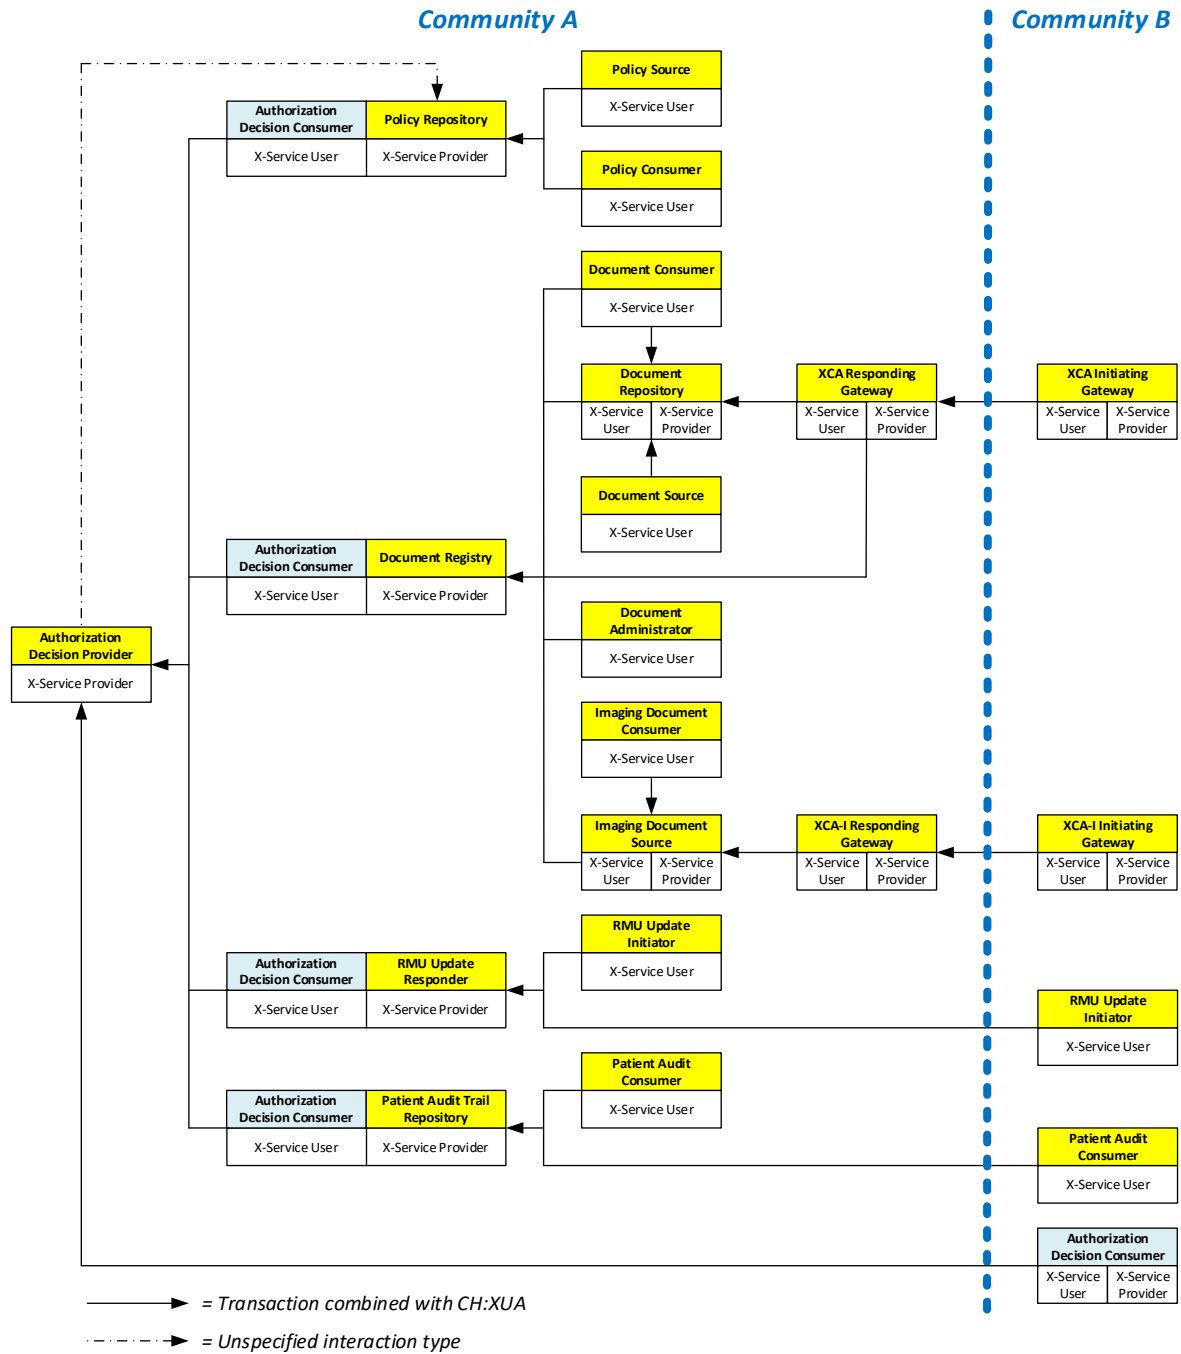 Community A
Community B
Policy Source
X-Service User
Authorization
Decision Consumer
X-Service User
Policy Repository
X-Service Provider
Policy Consumer
X-Service User
Document Consumer
X-Service User
Document
Repository
X-Service
User
X-Service
Provider
XCA Responding
Gateway
X-Service
User
X-Service
Provider
XCA Initiating
Gateway
X-Service
User
X-Service
Provider
Document Source
X-Service User
Authorization
Decision Consumer
X-Service User
Document Registry
X-Service Provider
Document
Administrator
X-Service User
Authorization
Decision Provider
X-Service Provider
Imaging Document
Consumer
X-Service User
Imaging Document
Source
X-Service
User
X-Service
Provider
XCA-I Responding
Gateway
X-Service
User
X-Service
Provider
XCA-I Initiating
Gateway
X-Service
User
X-Service
Provider
RMU Update
Initiator
X-Service User
Authorization
Decision Consumer
X-Service User
RMU Update
Responder
X-Service Provider
RMU Update
Initiator
X-Service User
Patient Audit
Consumer
X-Service User
Authorization
Decision Consumer
X-Service User
Patient Audit Trail
Repository
X-Service Provider
Patient Audit
Consumer
X-Service User
Authorization
Decision Consumer
X-Service
User
X-Service
Provider
= Transaction combined with CH:XUA
= Unspecified interaction type